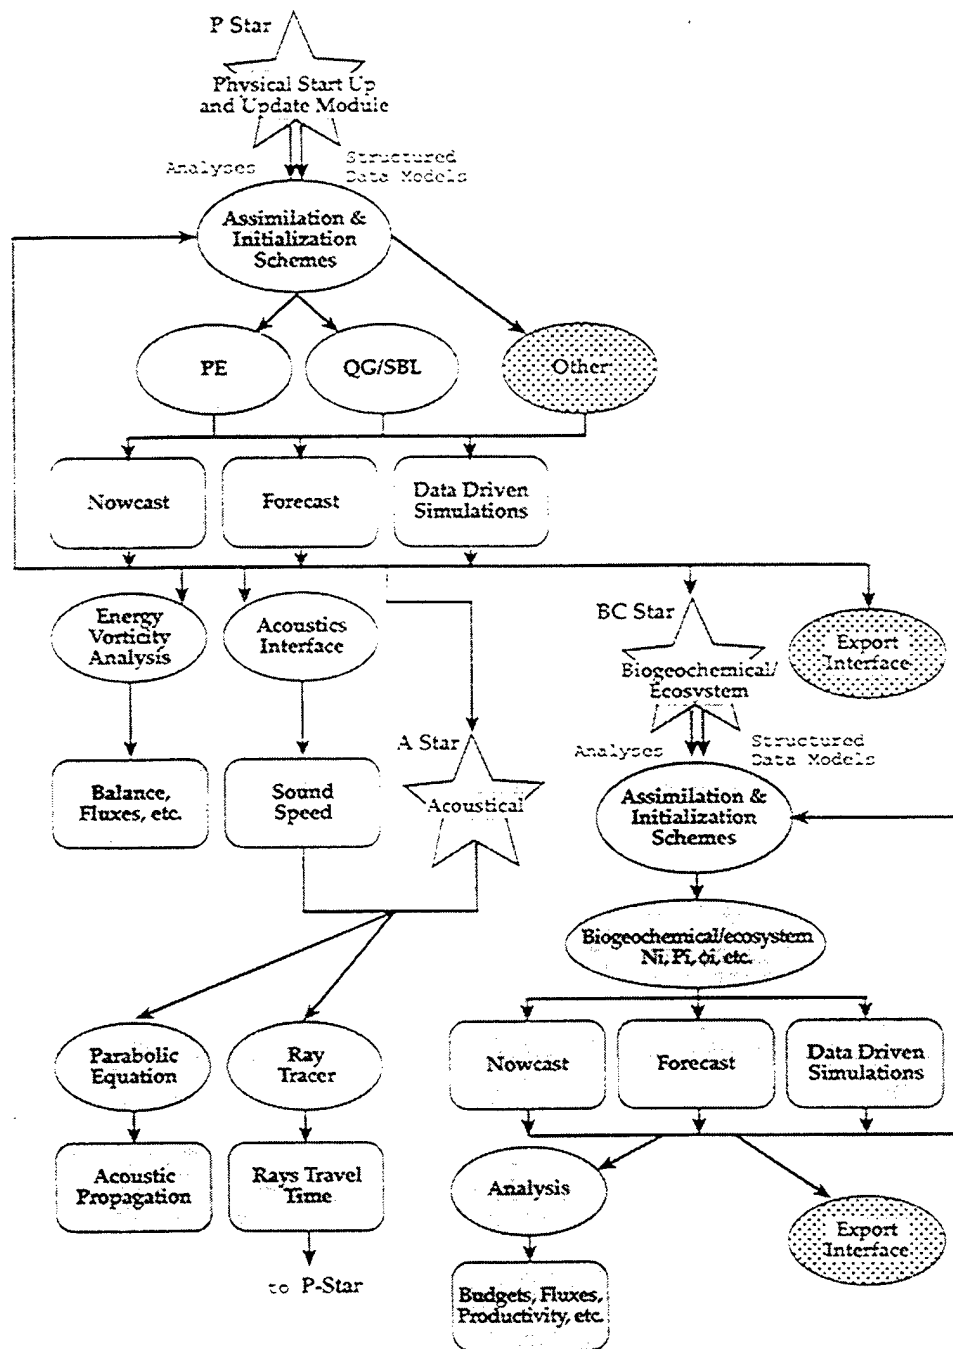 P Star
Physical Start Up
and Update Module
Analyses
Structured
Data Models
Assimilation &
Initialization
Schemes
PE
QG/SBL
Other
Nowcast
Forecast
Data Driven
Simulations
Energy
Vorticity
Analysis
Acoustics
Interface
BC Star
Biogeochemical/
Ecosystem
Export
Interface
Analyses
Structured
Data Models
A Star
Acoustical
Balance,
Fluxes, etc.
Sound
Speed
Assimilation &
Initialization
Schemes
Biogeochemical/ecosystem
Ni, Pi, φi, etc.
Parabolic
Equation
Ray
Tracer
Nowcast
Forecast
Data Driven
Simulations
Acoustic
Propagation
Rays Travel
Time
Analysis
Export
Interface
to P-Star
Budgets, Fluxes,
Productivity, etc.